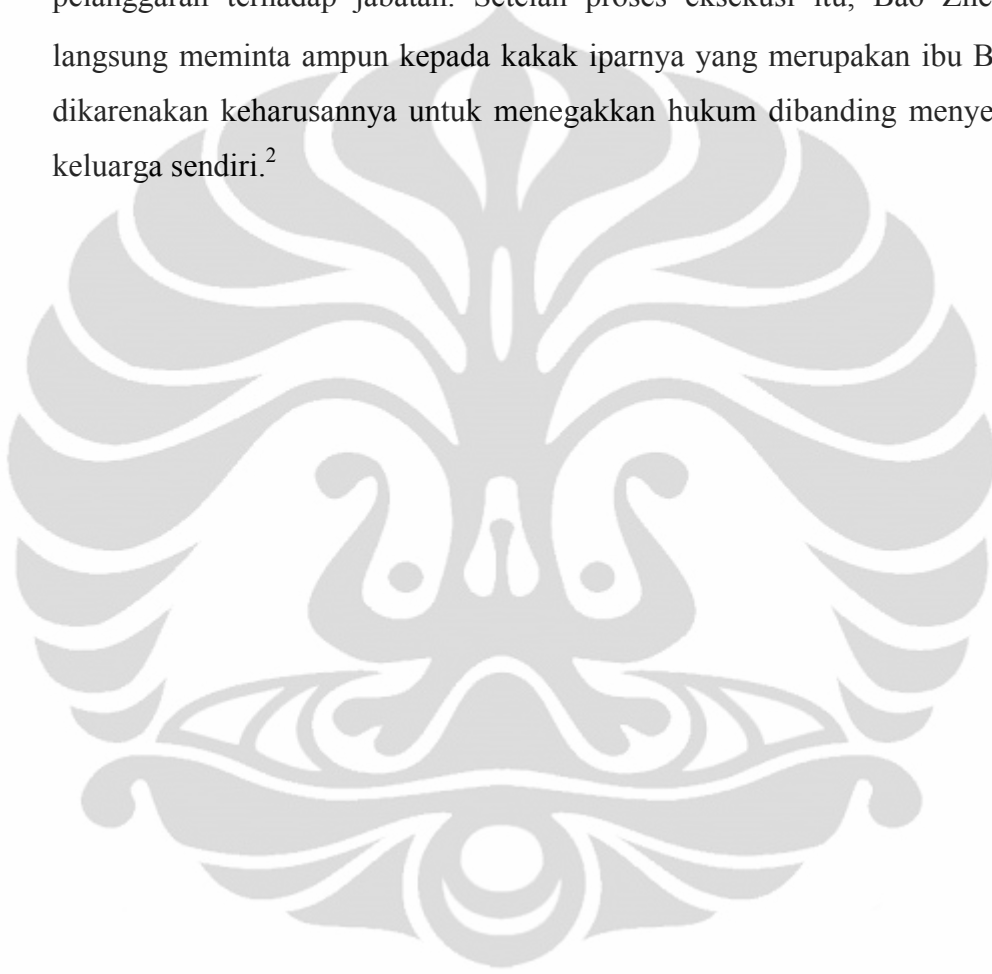 pelanggaran terhadap jabatan. Setelah proses eksekusi itu, Bao Zhe
langsung meminta ampun kepada kakak iparnya yang merupakan ibu B
dikarenakan keharusannya untuk menegakkan hukum dibanding menye
keluarga sendiri.²